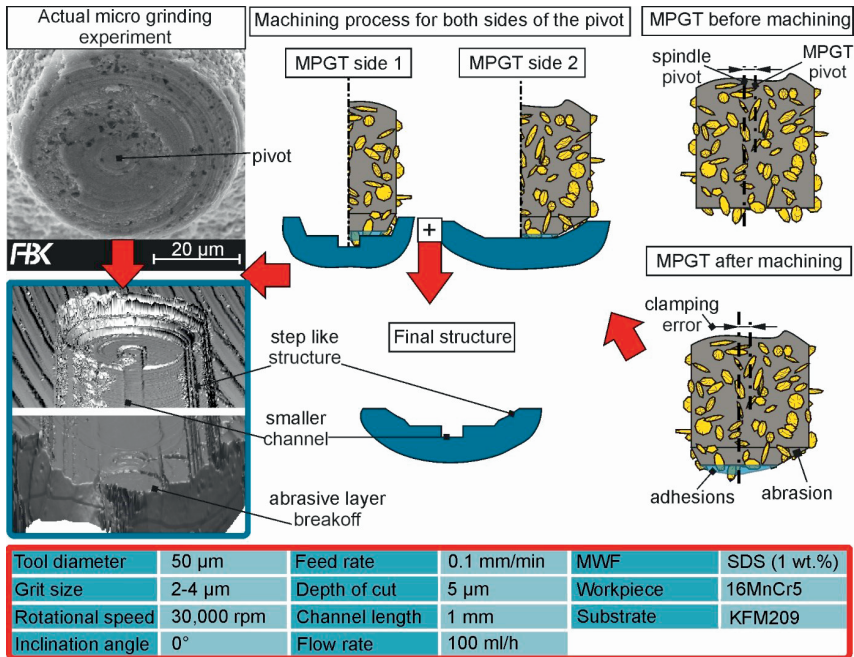 Actual micro grinding
experiment
Machining process for both sides of the pivot
MPGT before machining
MPGT side 1
MPGT side 2
spindle
pivot
MPGT
pivot
pivot
FBK
20 µm
+
MPGT after machining
clamping
error
step like
structure
Final structure
smaller
channel
abrasive layer
breakoff
adhesions
abrasion
Tool diameter 50 µm Feed rate 0.1 mm/min MWF SDS (1 wt.%)
Grit size 2-4 µm Depth of cut 5 µm Workpiece 16MnCr5
Rotational speed 30,000 rpm Channel length 1 mm Substrate KFM209
Inclination angle 0° Flow rate 100 ml/h